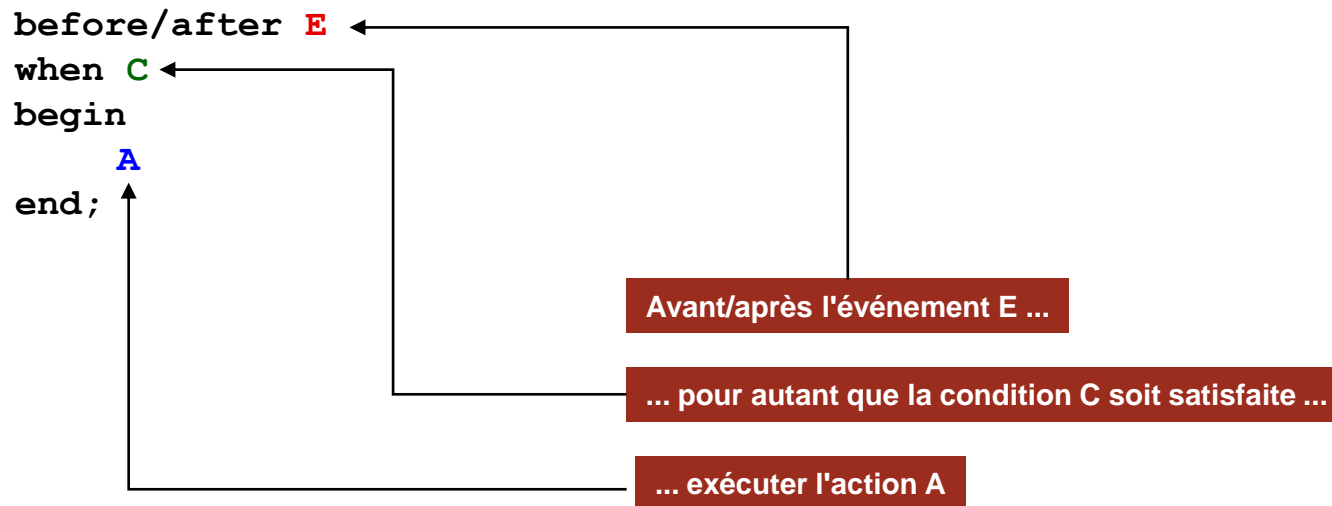 before/after E
when C
begin
A
end;
Avant/après l'événement E ...
... pour autant que la condition C soit satisfaite ...
... exécuter l'action A